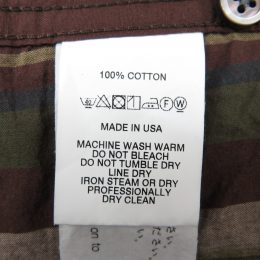 100% COTTON
F W
MADE IN USA
MACHINE WASH WARM
DO NOT BLEACH
DO NOT TUMBLE DRY
LINE DRY
IRON STEAM OR DRY
PROFESSIONALLY
DRY CLEAN